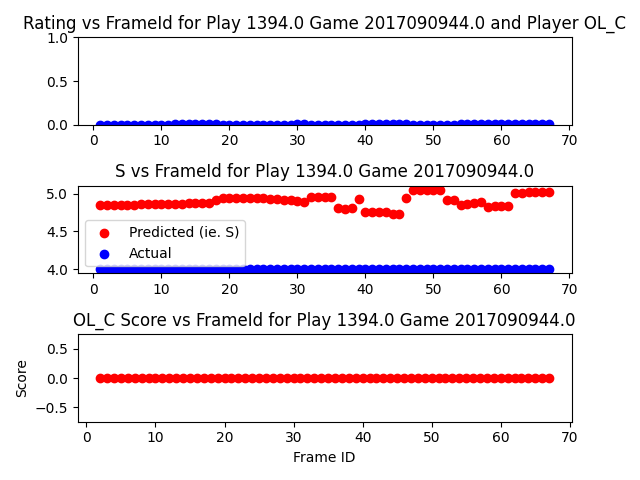 Rating vs FrameId for Play 1394.0 Game 2017090944.0 and Player OL_C
1.0
0.5
0.0
0 10 20 30 40 50 60 70
S vs FrameId for Play 1394.0 Game 2017090944.0
5.0
4.5
4.0
Predicted (ie. S)
Actual
0 10 20 30 40 50 60 70
OL_C Score vs FrameId for Play 1394.0 Game 2017090944.0
Score
0.5
0.0
−0.5
0 10 20 30 40 50 60 70
Frame ID